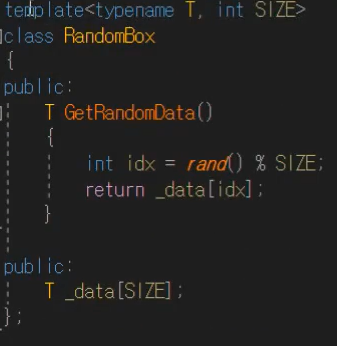 template<typename T, int SIZE>
class RandomBox
{
public:
T GetRandomData()
{
int idx = rand() % SIZE;
return _data[idx];
}
public:
T _data[SIZE];
};